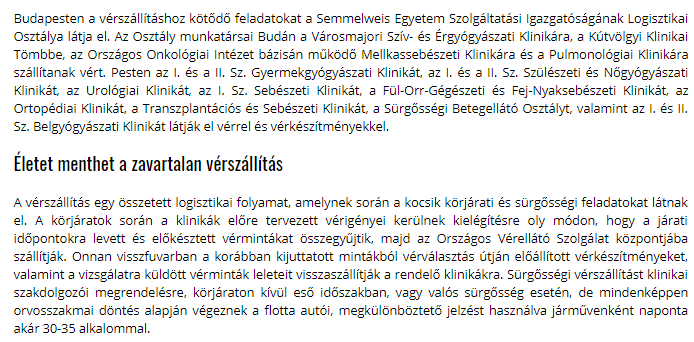 Budapesten a vérszállításhoz kötődő feladatokat a Semmelweis Egyetem Szolgáltatási Igazgatóságának Logisztikai
Osztálya látja el. Az Osztály munkatársai Budán a Városmajori Szív- és Érgyógyászati Klinikára, a Kútvölgyi Klinikai
Tömbbe, az Országos Onkológiai Intézet bázisán működő Mellkassebészeti Klinikára és a Pulmonológiai Klinikára
szállítanak vért. Pesten az I. és a II. Sz. Gyermekgyógyászati Klinikát, az I. és a II. Sz. Szülészeti és Nőgyógyászati
Klinikát, az Urológiai Klinikát, az I. Sz. Sebészeti Klinikát, a Fül-Orr-Gégészeti és Fej-Nyaksebészeti Klinikát, az
Ortopédiai Klinikát, a Transzplantációs és Sebészeti Klinikát, a Sürgősségi Betegellátó Osztályt, valamint az I. és II.
Sz. Belgyógyászati Klinikát látják el vérrel és vérkészítményekkel.
Életet menthet a zavartalan vérszállítás
A vérszállítás egy összetett logisztikai folyamat, amelynek során a kocsik körjárati és sürgősségi feladatokat látnak
el. A körjáratok során a klinikák előre tervezett vérigényei kerülnek kielégítésre oly módon, hogy a járati
időpontokra levett és előkészített vérmintákat összegyűjtik, majd az Országos Vérellátó Szolgálat központjába
szállítják. Onnan visszfuvarban a korábban kijuttatott mintákból vérválasztás útján előállított vérkészítményeket,
valamint a vizsgálatra küldött vérminták leleteit visszaszállítják a rendelő klinikákra. Sürgősségi vérszállítást klinikai
szakdolgozói megrendelésre, körjáraton kívül eső időszakban, vagy valós sürgősség esetén, de mindenképpen
orvosszakmai döntés alapján végeznek a flotta autói, megkülönböztető jelzést használva járművenként naponta
akár 30-35 alkalommal.